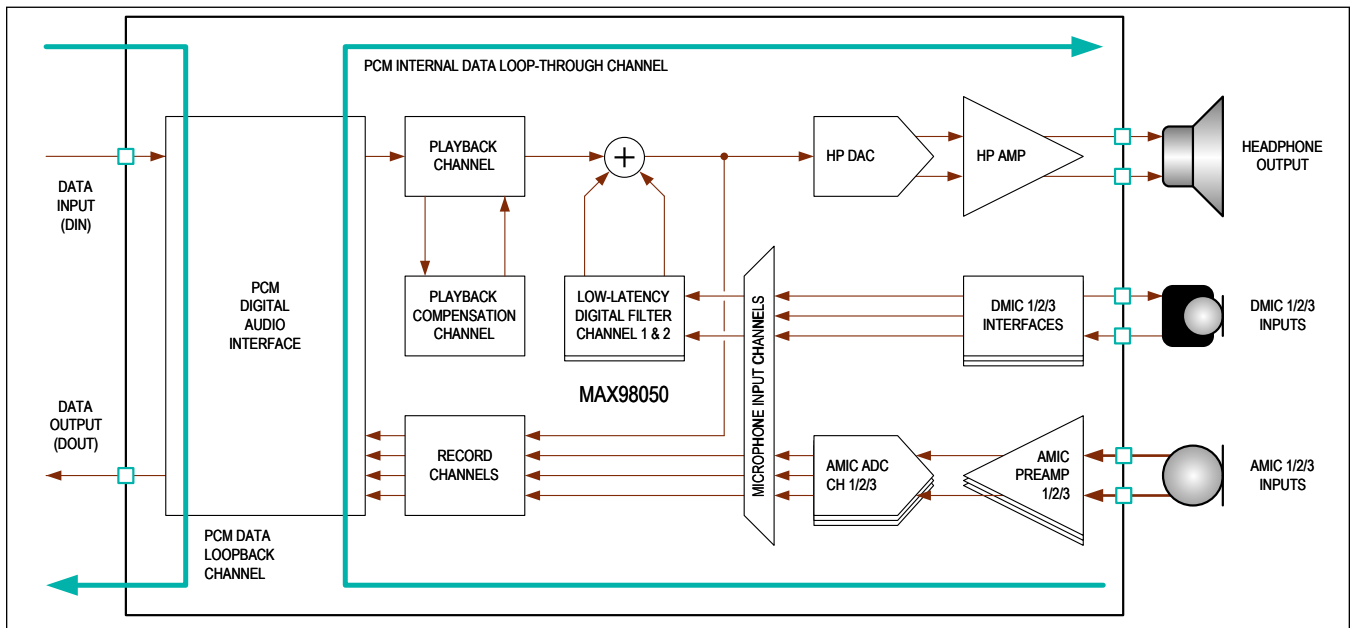 PCM INTERNAL DATA LOOP-THROUGH CHANNEL
DATA
INPUT
(DIN)
PCM
DIGITAL
AUDIO
INTERFACE
PLAYBACK
CHANNEL
+
HP DAC
HP AMP
HEADPHONE
OUTPUT
PLAYBACK
COMPENSATION
CHANNEL
LOW-LATENCY
DIGITAL FILTER
CHANNEL 1 & 2
MICROPHONE INPUT CHANNELS
DMIC 1/2/3
INTERFACES
DMIC 1/2/3
INPUTS
MAX98050
DATA
OUTPUT
(DOUT)
RECORD
CHANNELS
AMIC ADC
CH 1/2/3
AMIC
PREAMP
1/2/3
AMIC 1/2/3
INPUTS
PCM DATA
LOOPBACK
CHANNEL